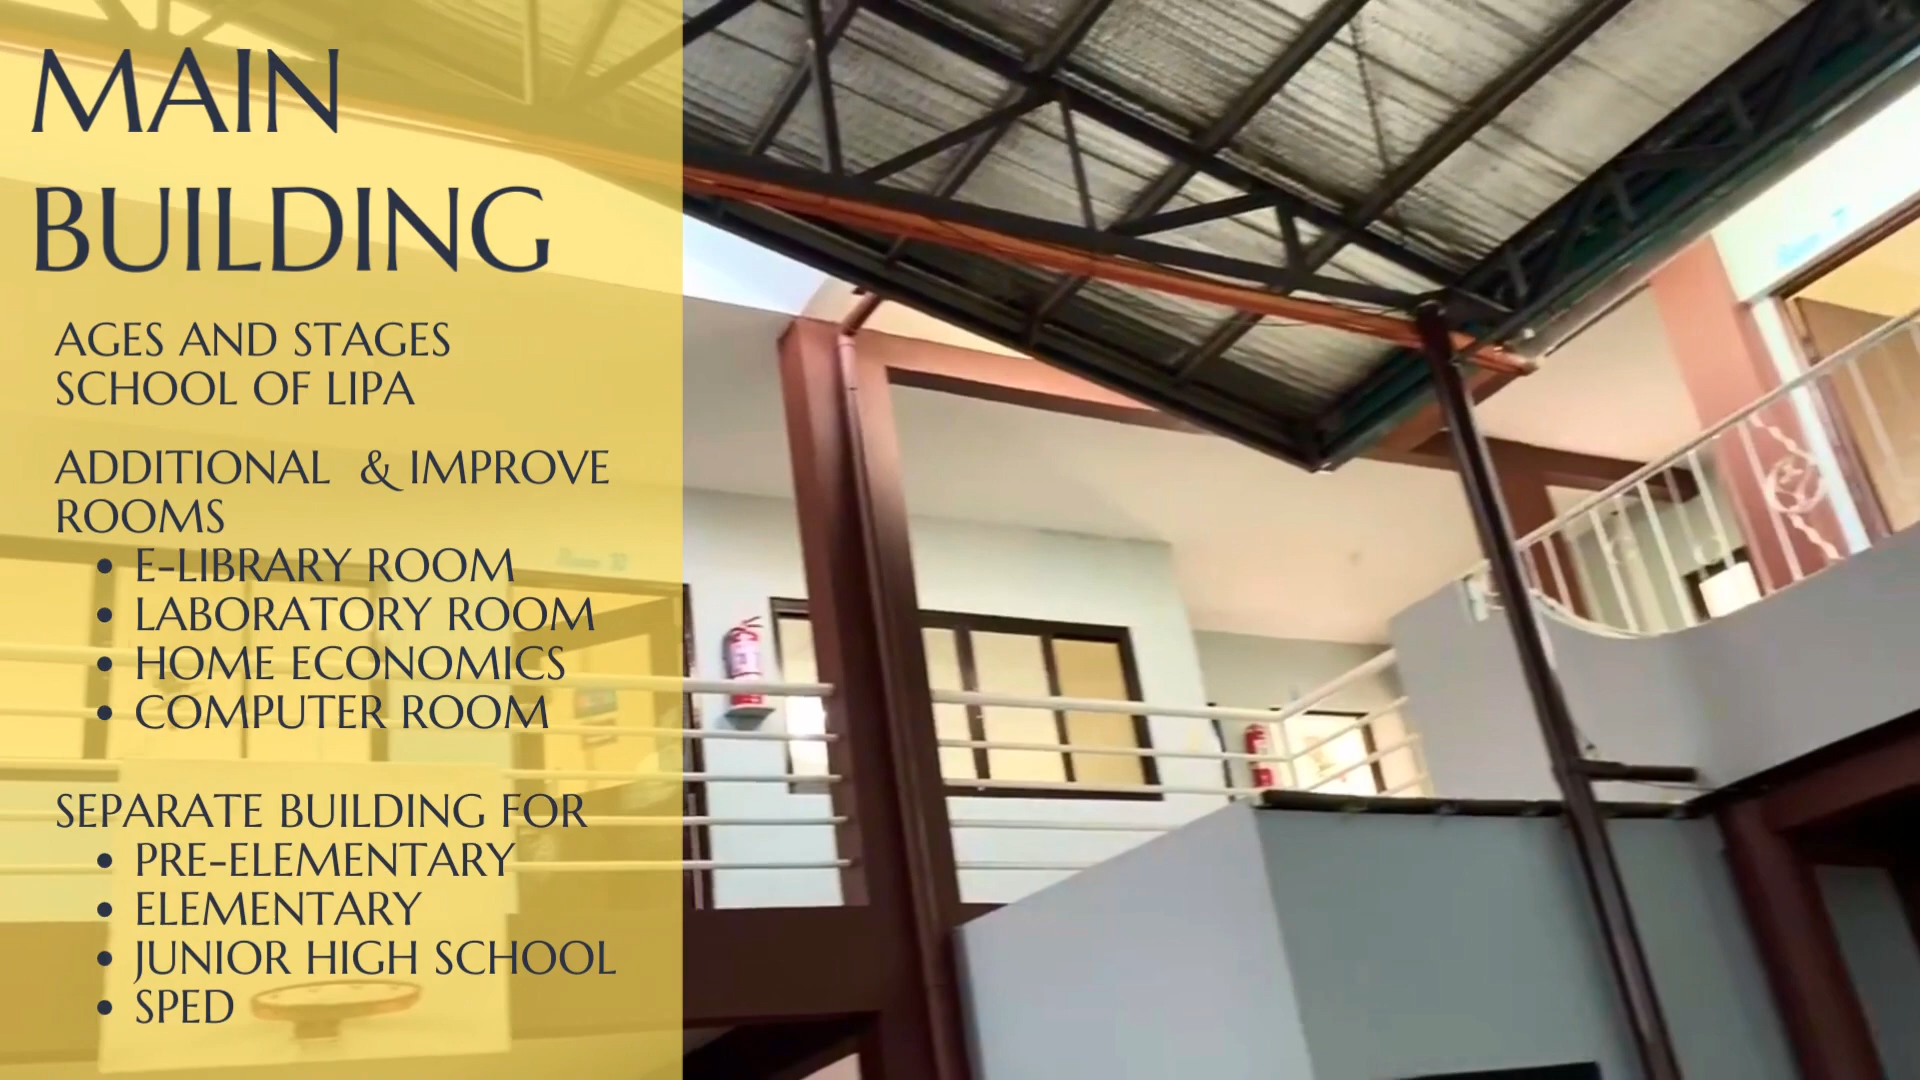 MAIN
BUILDING
AGES AND STAGES
SCHOOL OF LIPA
ADDITIONAL & IMPROVE
ROOMS
• E-LIBRARY ROOM
• LABORATORY ROOM
• HOME ECONOMICS
• COMPUTER ROOM
SEPARATE BUILDING FOR
• PRE-ELEMENTARY
• ELEMENTARY
• JUNIOR HIGH SCHOOL
• SPED